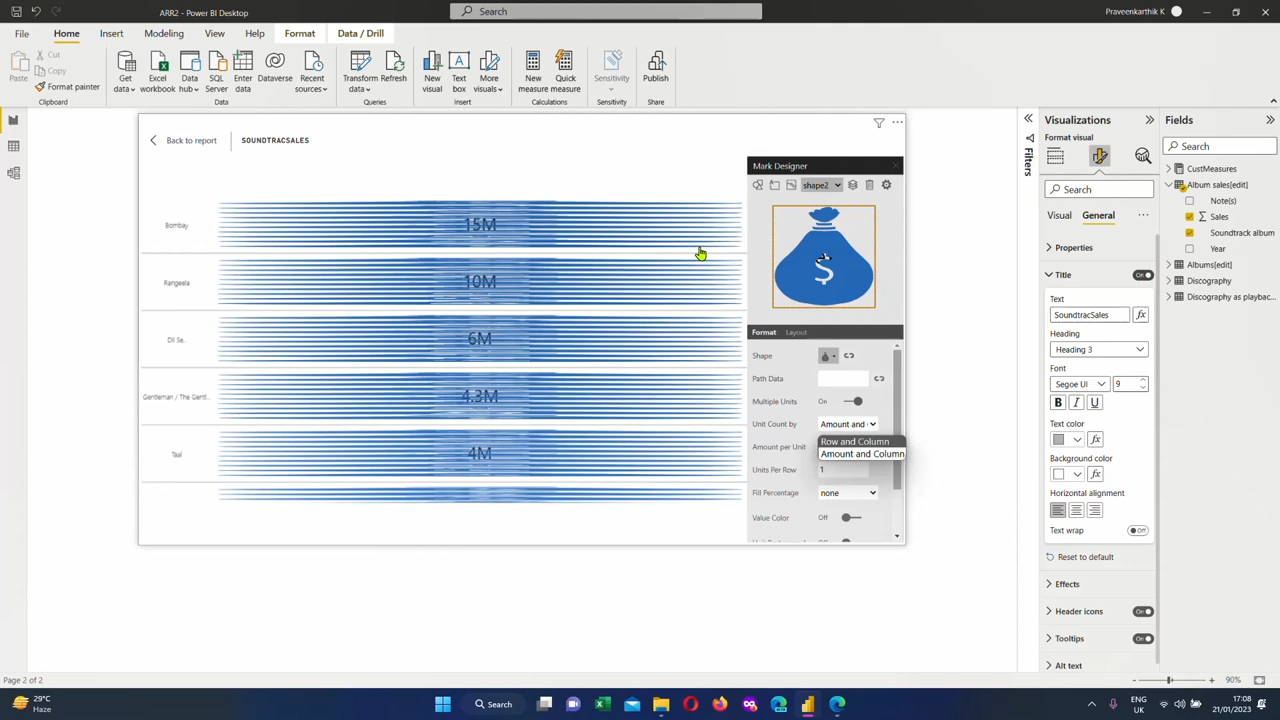 ARR2 - Power BI Desktop
Search
Praveenkarthik K
File
Home
Insert
Modeling
View
Help
Format
Data / Drill
Paste
Cut
Copy
Format painter
Clipboard
Get data
Excel workbook
Data hub
SQL Server
Enter data
Dataverse
Recent sources
Data
Transform data
Refresh
Queries
New visual
Text box
More visuals
Insert
New measure
Quick measure
Calculations
Sensitivity
Sensitivity
Publish
Share
Back to report
SOUNDTRACSALES
Bombay
15M
Rangeela
10M
Dil Se..
6M
Gentleman / The Gentl...
4.3M
Taal
4M
Mark Designer
shape2
$
Format
Layout
Shape
Path Data
Multiple Units
On
Unit Count by
Amount and
Row and Column
Amount and Column
Amount per Unit
Units Per Row
1
Fill Percentage
none
Value Color
Off
Filters
Visualizations
Format visual
Search
Visual
General
Properties
Title
On
Text
SoundtracSales
Heading
Heading 3
Font
Segoe UI
9
B
I
U
Text color
Background color
Horizontal alignment
Text wrap
Off
Reset to default
Effects
Header icons
On
Tooltips
On
Alt text
Fields
Search
CustMeasures
Album sales[edit]
Note(s)
Sales
Soundtrack album
Year
Albums[edit]
Discography
Discography as playbac...
Page 2 of 2
90%
29°C
Haze
Search
ENG
UK
17:08
21/01/2023